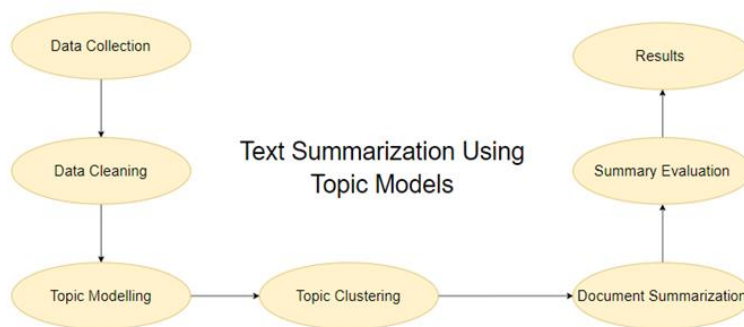 Data Collection
Results
Data Cleaning
Text Summarization Using
Topic Models
Summary Evaluation
Topic Modelling
Topic Clustering
Document Summarization